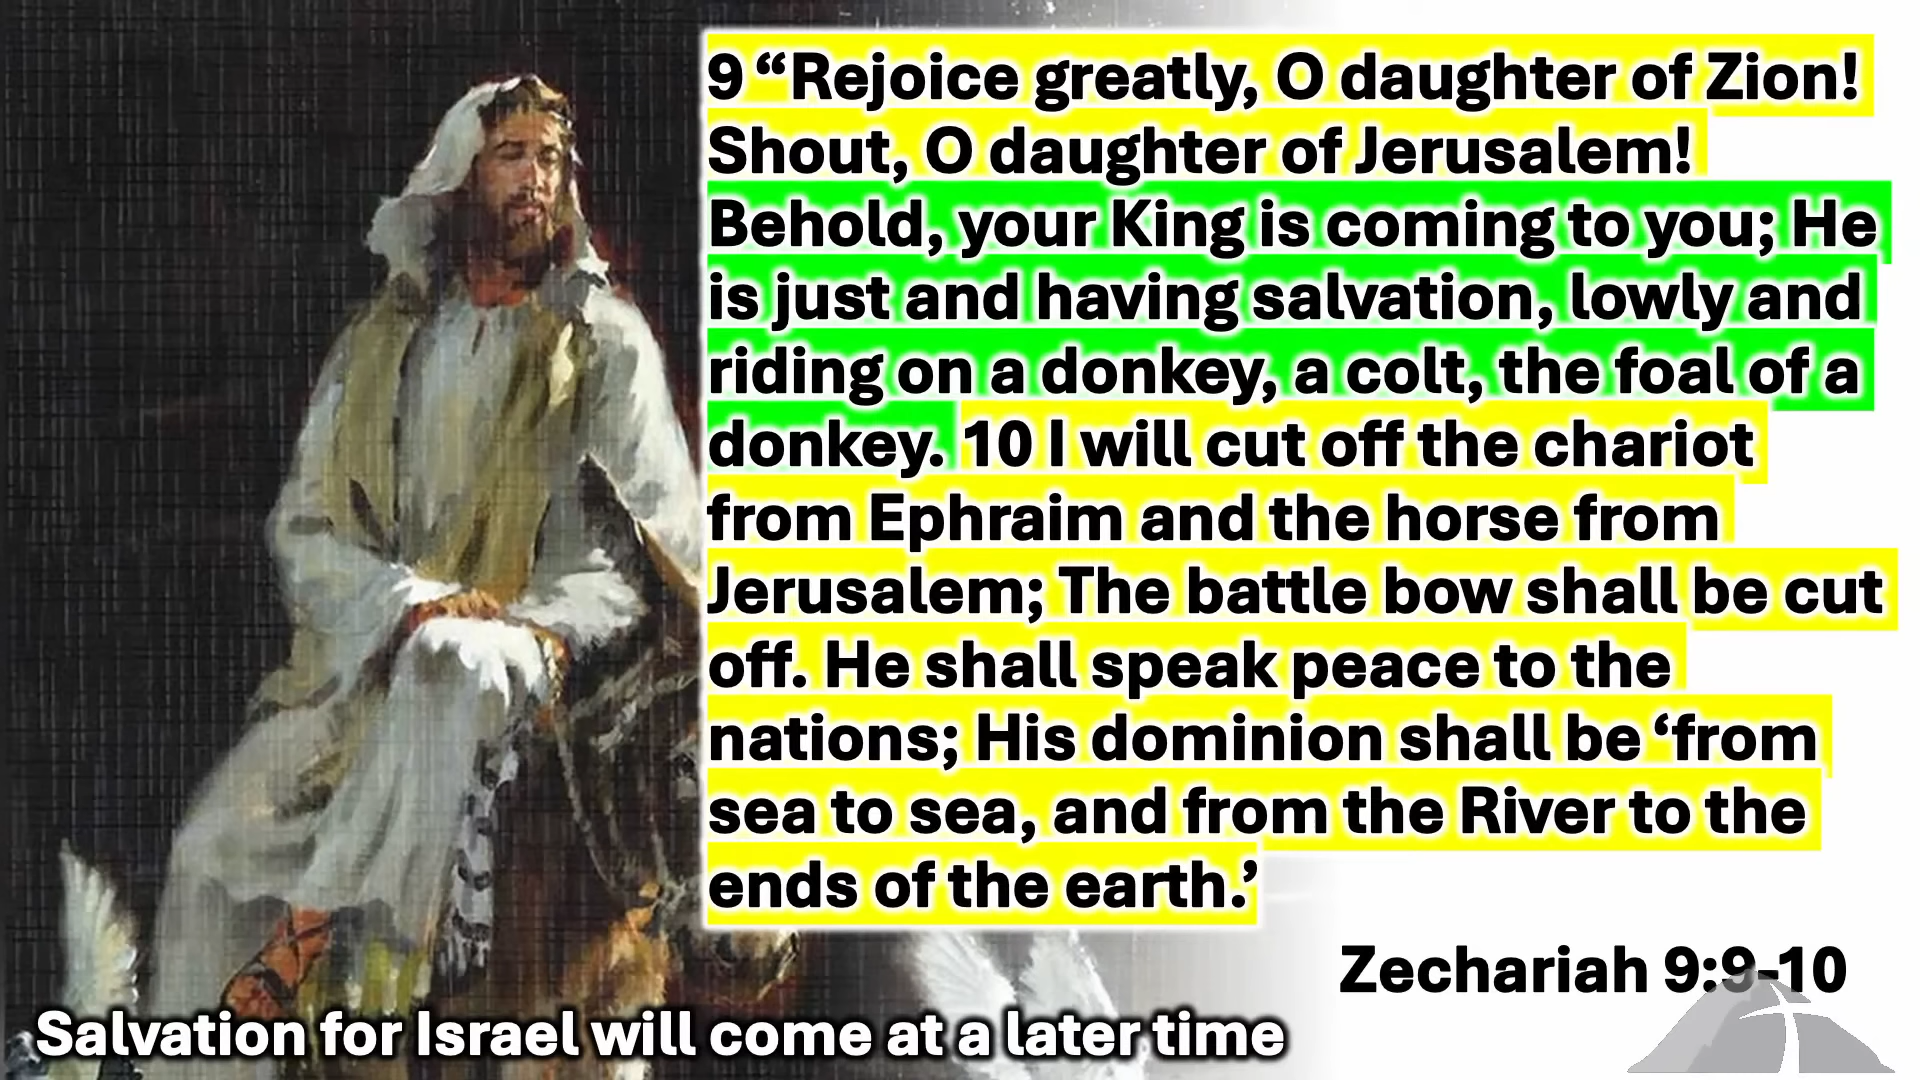 9 “Rejoice greatly, O daughter of Zion!
Shout, O daughter of Jerusalem!
Behold, your King is coming to you; He
is just and having salvation, lowly and
riding on a donkey, a colt, the foal of a
donkey. 10 I will cut off the chariot
from Ephraim and the horse from
Jerusalem; The battle bow shall be cut
off. He shall speak peace to the
nations; His dominion shall be ‘from
sea to sea, and from the River to the
ends of the earth.’
Zechariah 9:9-10
Salvation for Israel will come at a later time